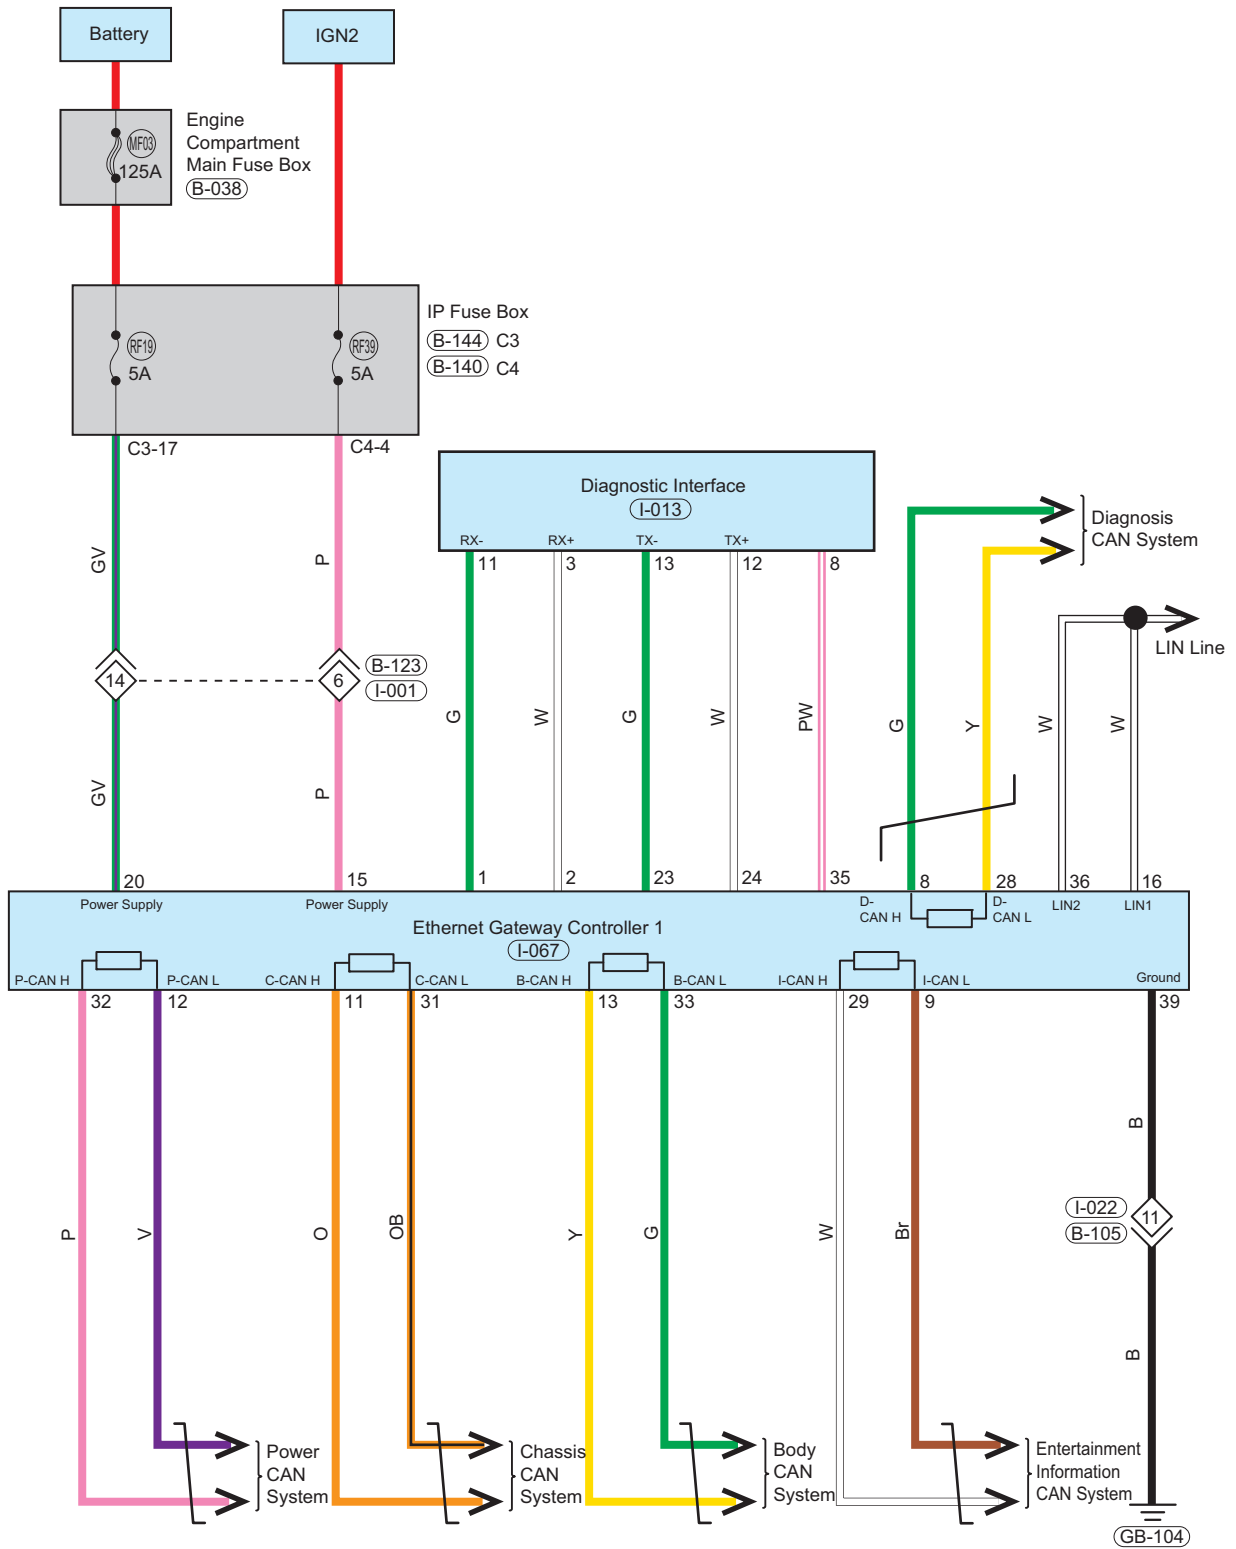 Battery
IGN2
Engine
Compartment
Main Fuse Box
B-038
MF03
125A
IP Fuse Box
B-144 C3
B-140 C4
RF19
5A
RF39
5A
C3-17
C4-4
Diagnostic Interface
I-013
RX-
RX+
TX-
TX+
11
3
13
12
8
Diagnosis
CAN System
LIN Line
GV
P
14
6
B-123
I-001
G
W
G
W
PW
G
Y
W
W
GV
P
20
15
1
2
23
24
35
8
28
36
16
Power Supply
Power Supply
D-
CAN H
D-
CAN L
LIN2
LIN1
Ethernet Gateway Controller 1
I-067
P-CAN H
P-CAN L
C-CAN H
C-CAN L
B-CAN H
B-CAN L
I-CAN H
I-CAN L
Ground
32
12
11
31
13
33
29
9
39
B
I-022
B-105
11
P
V
O
OB
Y
G
W
Br
B
Power
CAN
System
Chassis
CAN
System
Body
CAN
System
Entertainment
Information
CAN System
GB-104